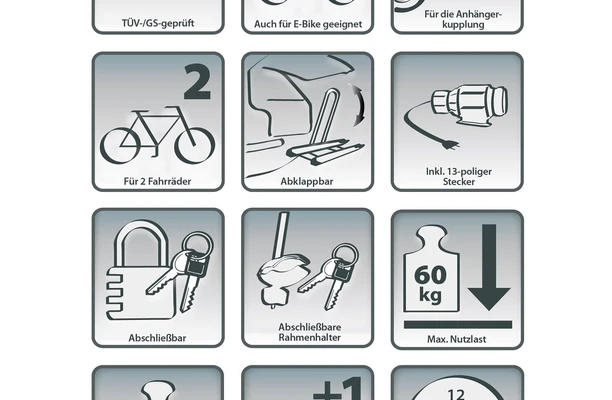 TÜV-/GS-geprüft
Auch für E-Bike geeignet
Für die Anhänger-
kupplung
2
Für 2 Fahrräder
Abklappbar
Inkl. 13-poliger
Stecker
Abschließbar
Abschließbare
Rahmenhalter
60
kg
Max. Nutzlast
+1
12